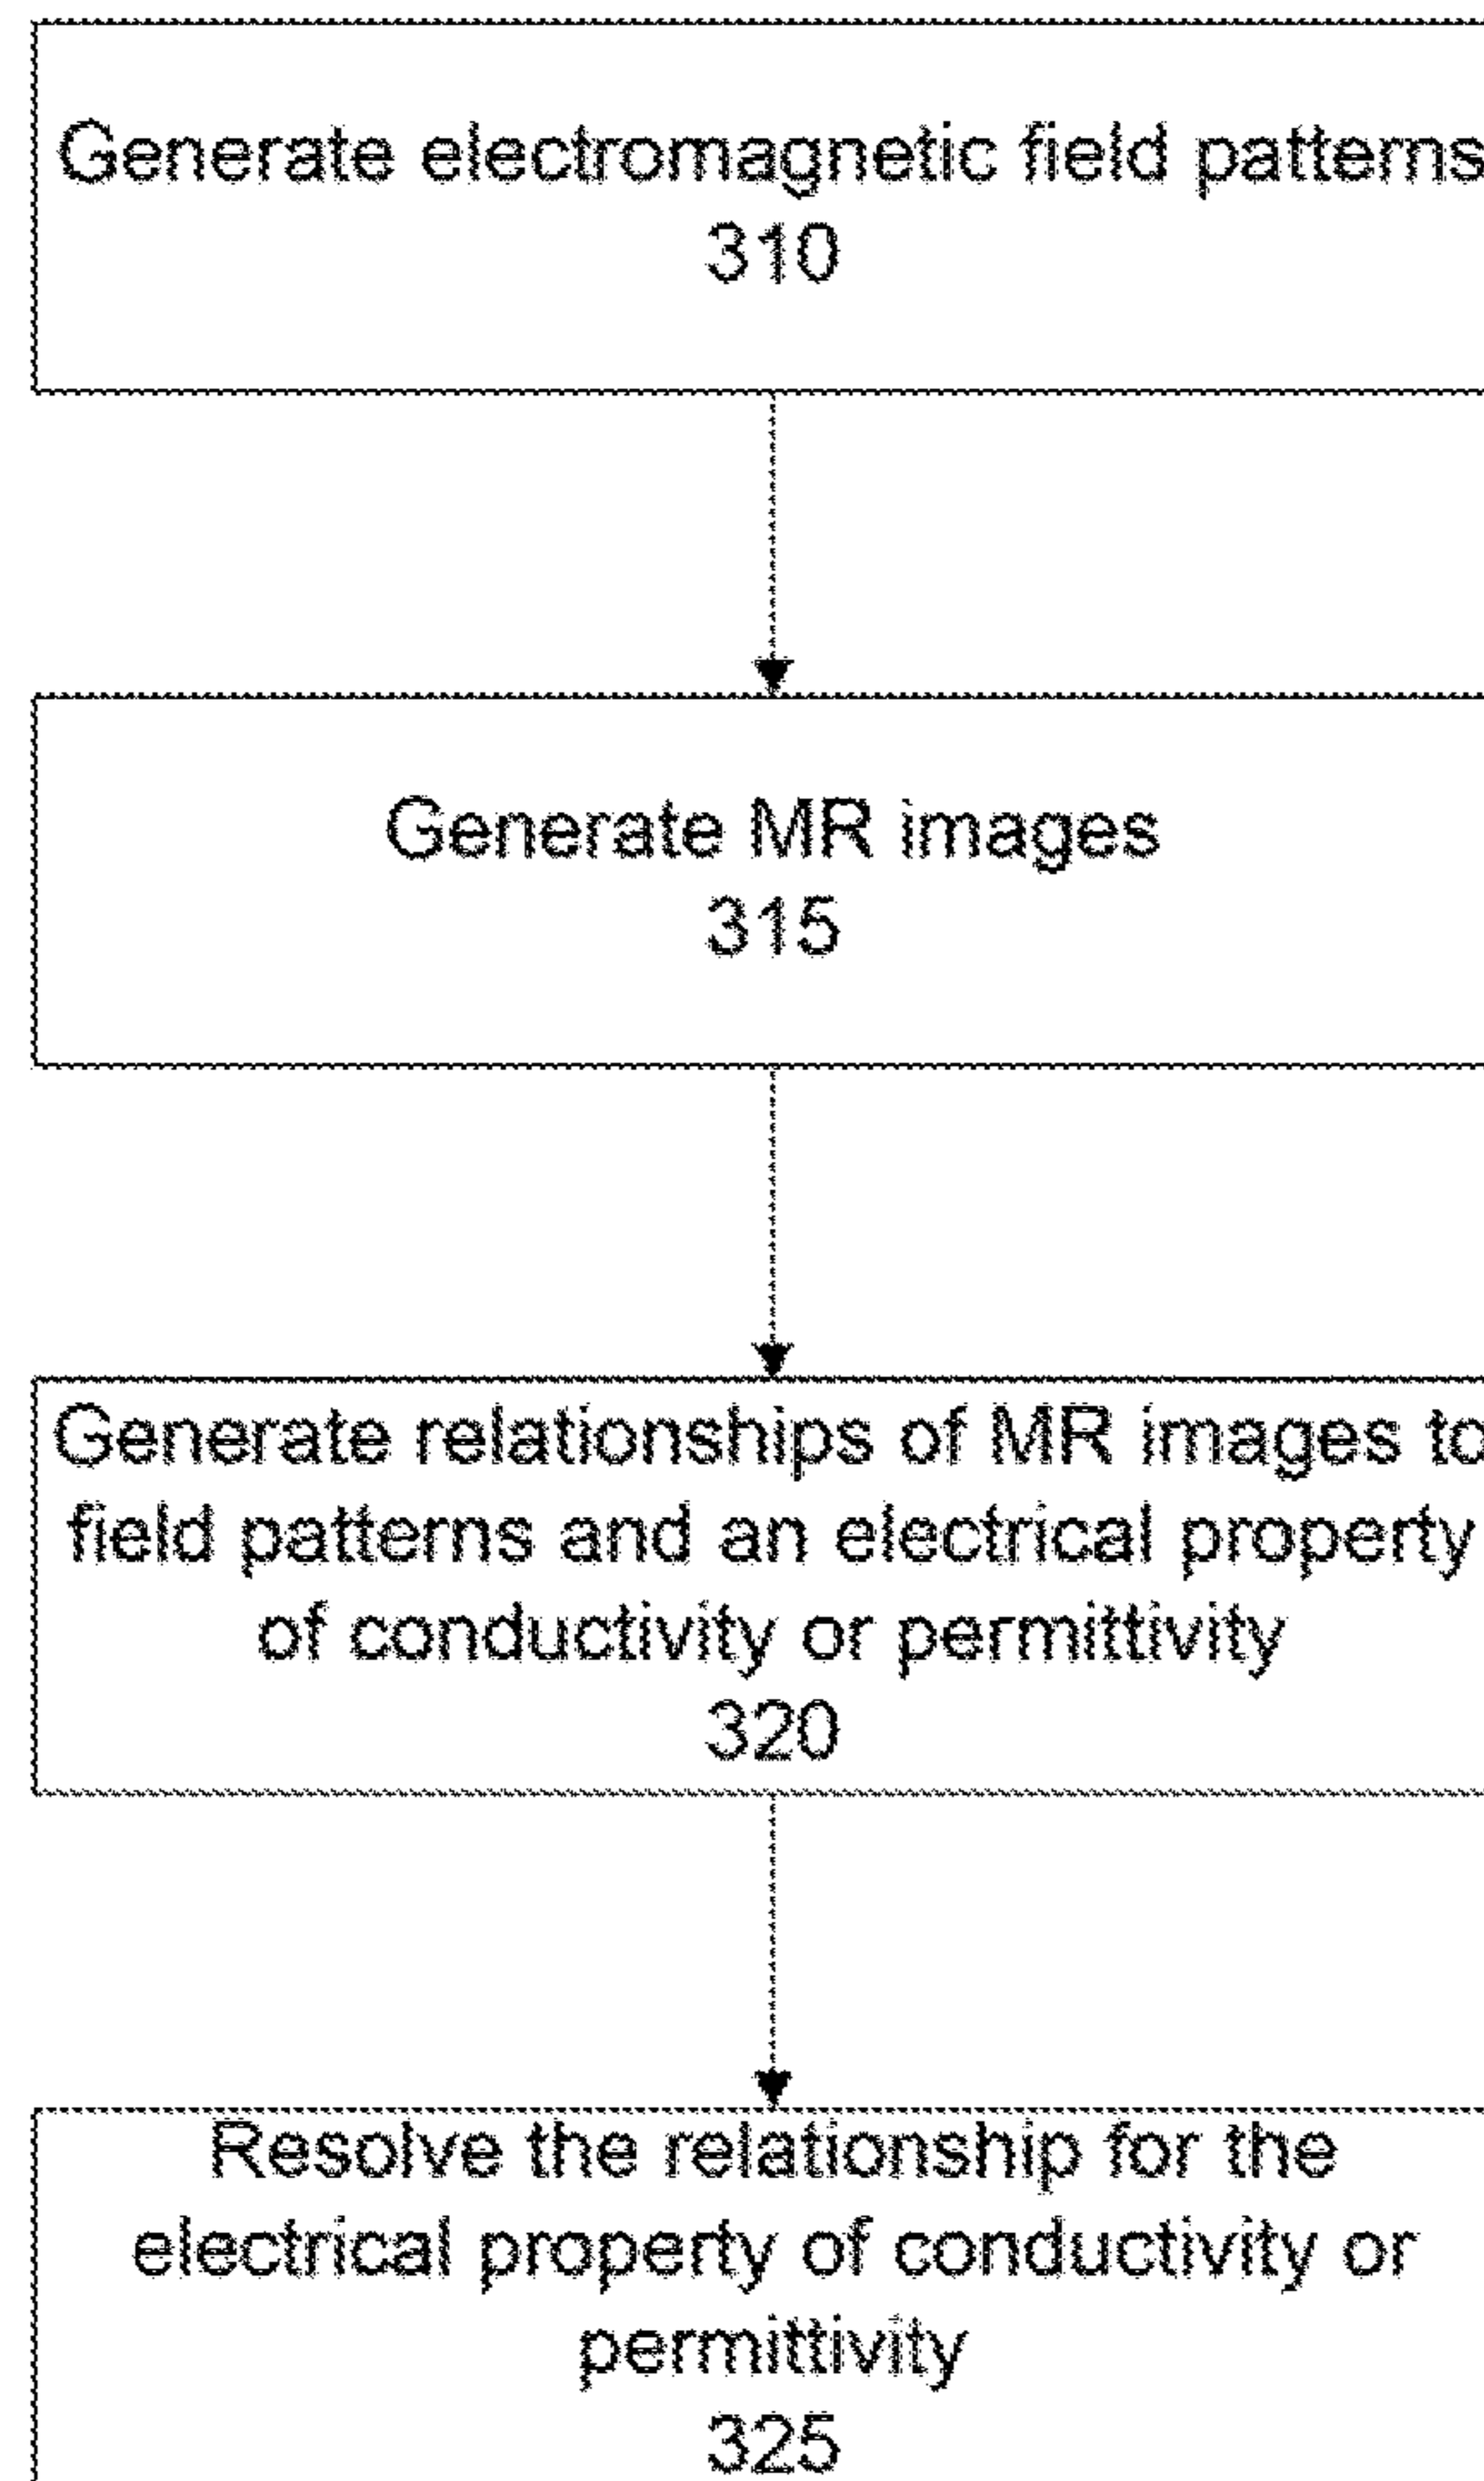 Generate electromagnetic field patterns
310
Generate MR images
315
Generate relationships of MR images to
field patterns and an electrical property
of conductivity or permittivity
320
Resolve the relationship for the
electrical property of conductivity or
permittivity
325